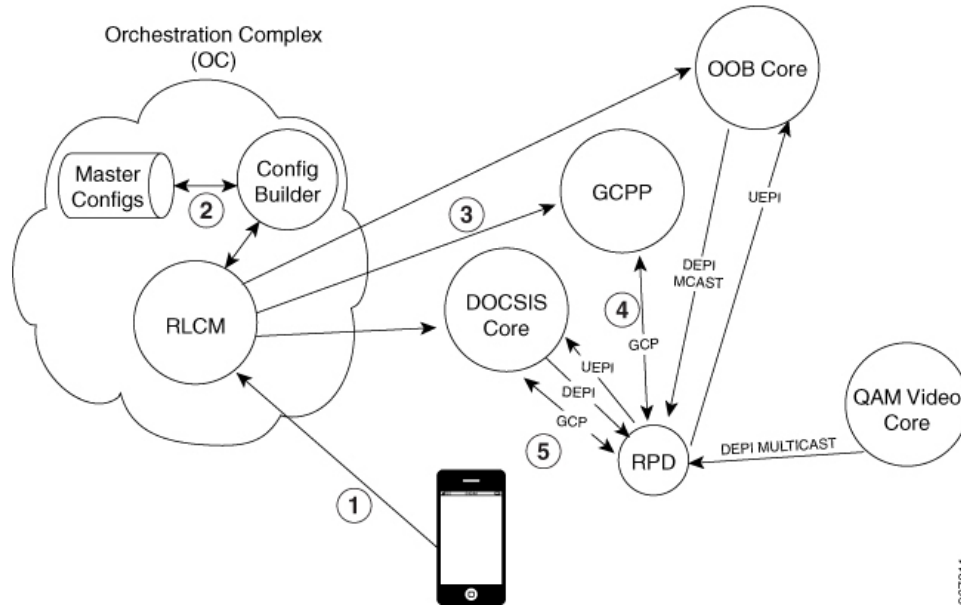 Orchestration Complex
(OC)
OOB Core
Master
Configs
Config
Builder
2
GCPP
3
UEPI
DEPI
MCAST
RLCM
DOCSIS
Core
4
GCP
UEPI
DEPI
GCP
5
RPD
DEPI MULTICAST
QAM Video
Core
1